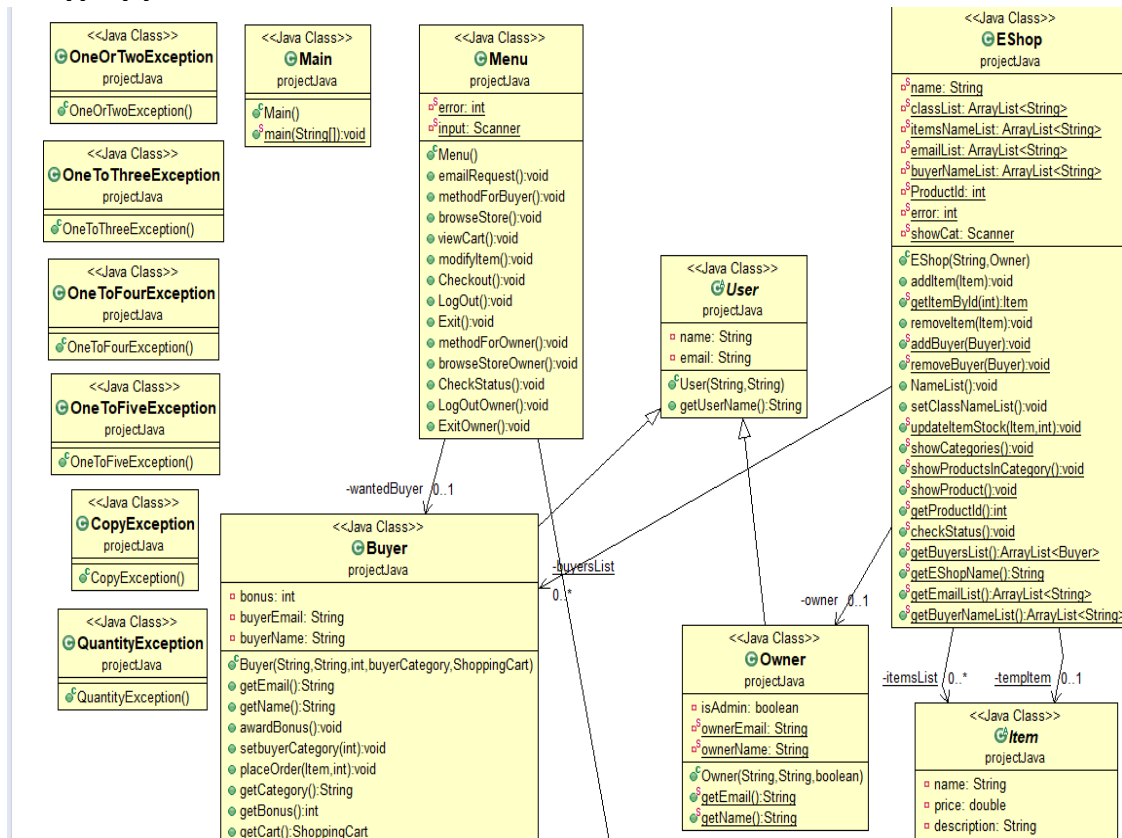 <<Java Class>>
OneOrTwoException
projectJava
OneOrTwoException()
<<Java Class>>
OneToThreeException
projectJava
OneToThreeException()
<<Java Class>>
OneToFourException
projectJava
OneToFourException()
<<Java Class>>
OneToFiveException
projectJava
OneToFiveException()
<<Java Class>>
CopyException
projectJava
CopyException()
<<Java Class>>
QuantityException
projectJava
QuantityException()
<<Java Class>>
Main
projectJava
Main()
main(String[]):void
<<Java Class>>
Menu
projectJava
error: int
input: Scanner
Menu()
emailRequest():void
methodForBuyer():void
browseStore():void
viewCart():void
modifyItem():void
Checkout():void
LogOut():void
Exit():void
methodForOwner():void
browseStoreOwner():void
CheckStatus():void
LogOutOwner():void
ExitOwner():void
-wantedBuyer 0..1
<<Java Class>>
Buyer
projectJava
bonus: int
buyerEmail: String
buyerName: String
Buyer(String,String,int,buyerCategory,ShoppingCart)
getEmail():String
getName():String
awardBonus():void
setbuyerCategory(int):void
placeOrder(Item,int):void
getCategory():String
getBonus():int
getCart():ShoppingCart
<<Java Class>>
User
projectJava
name: String
email: String
User(String,String)
getUserName():String
-buyersList
0..*
<<Java Class>>
Owner
projectJava
isAdmin: boolean
ownerEmail: String
ownerName: String
Owner(String,String,boolean)
getEmail():String
getName():String
<<Java Class>>
EShop
projectJava
name: String
classList: ArrayList<String>
itemsNameList: ArrayList<String>
emailList: ArrayList<String>
buyerNameList: ArrayList<String>
ProductId: int
error: int
showCat: Scanner
EShop(String,Owner)
addItem(Item):void
getItemById(int):Item
removeItem(Item):void
addBuyer(Buyer):void
removeBuyer(Buyer):void
NameList():void
setClassNameList():void
updateItemStock(Item,int):void
showCategories():void
showProductsInCategory():void
showProduct():void
getProductId():int
checkStatus():void
getBuyersList():ArrayList<Buyer>
getEShopName():String
getEmailList():ArrayList<String>
getBuyerNameList():ArrayList<String>
-owner 0..1
-itemsList 0..*
-tempItem 0..1
<<Java Class>>
Item
projectJava
name: String
price: double
description: String